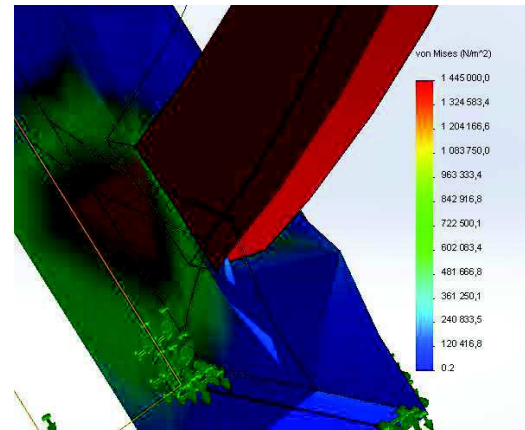 von Mises (N/m^2)
1 445 000,0
1 324 583,4
1 204 166,6
1 083 750,0
963 333,4
842 916,8
722 500,1
602 083,4
481 666,8
361 250,1
240 833,5
120 416,8
0.2